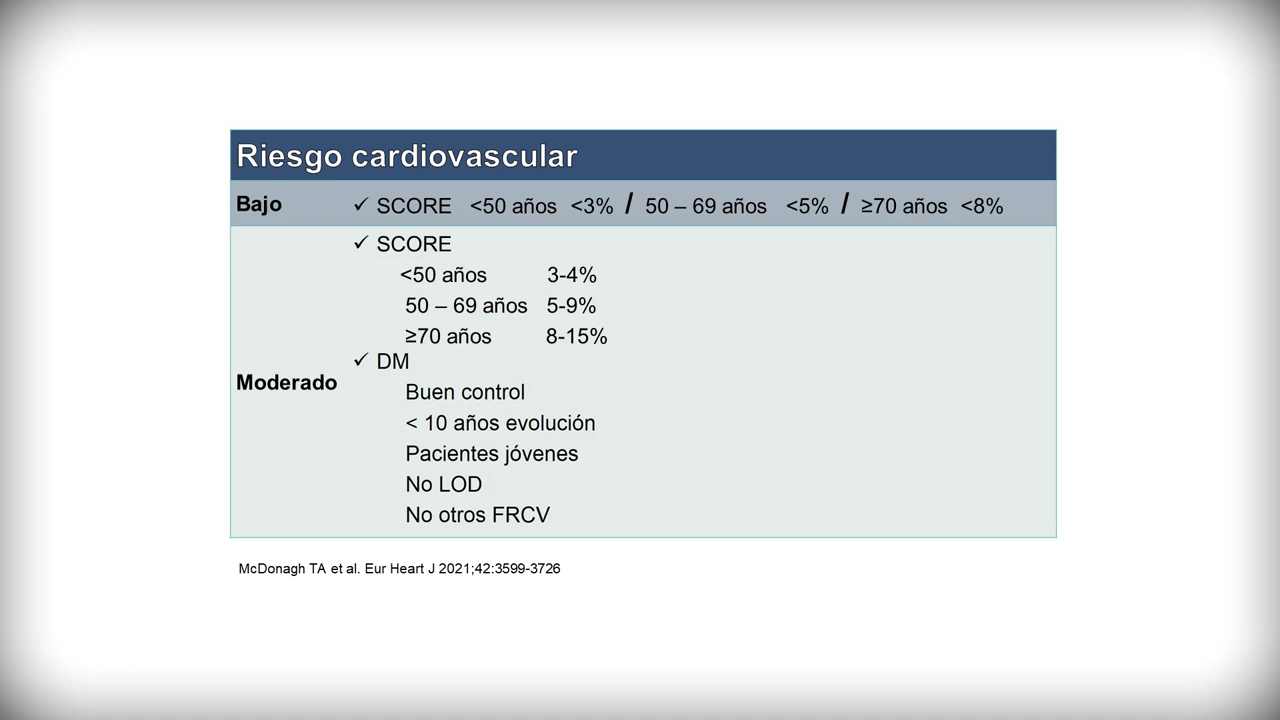 Riesgo cardiovascular
Bajo ✓ SCORE <50 años <3% / 50 – 69 años <5% / ≥70 años <8%
✓ SCORE
<50 años 3-4%
50 – 69 años 5-9%
≥70 años 8-15%
✓ DM
Moderado
Buen control
< 10 años evolución
Pacientes jóvenes
No LOD
No otros FRCV
McDonagh TA et al. Eur Heart J 2021;42:3599-3726